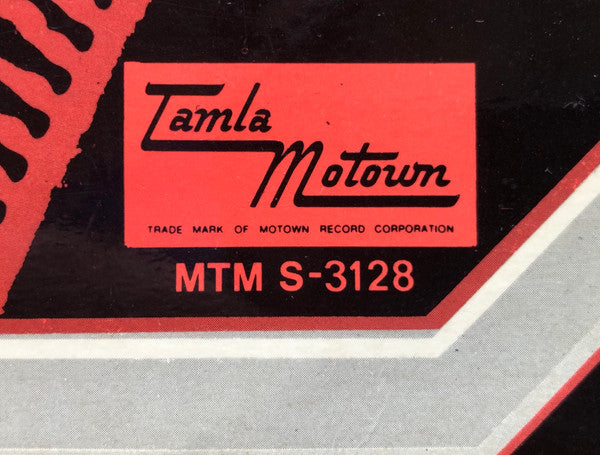 Tamla
Motown
TRADE MARK OF MOTOWN RECORD CORPORATION
MTM S-3128